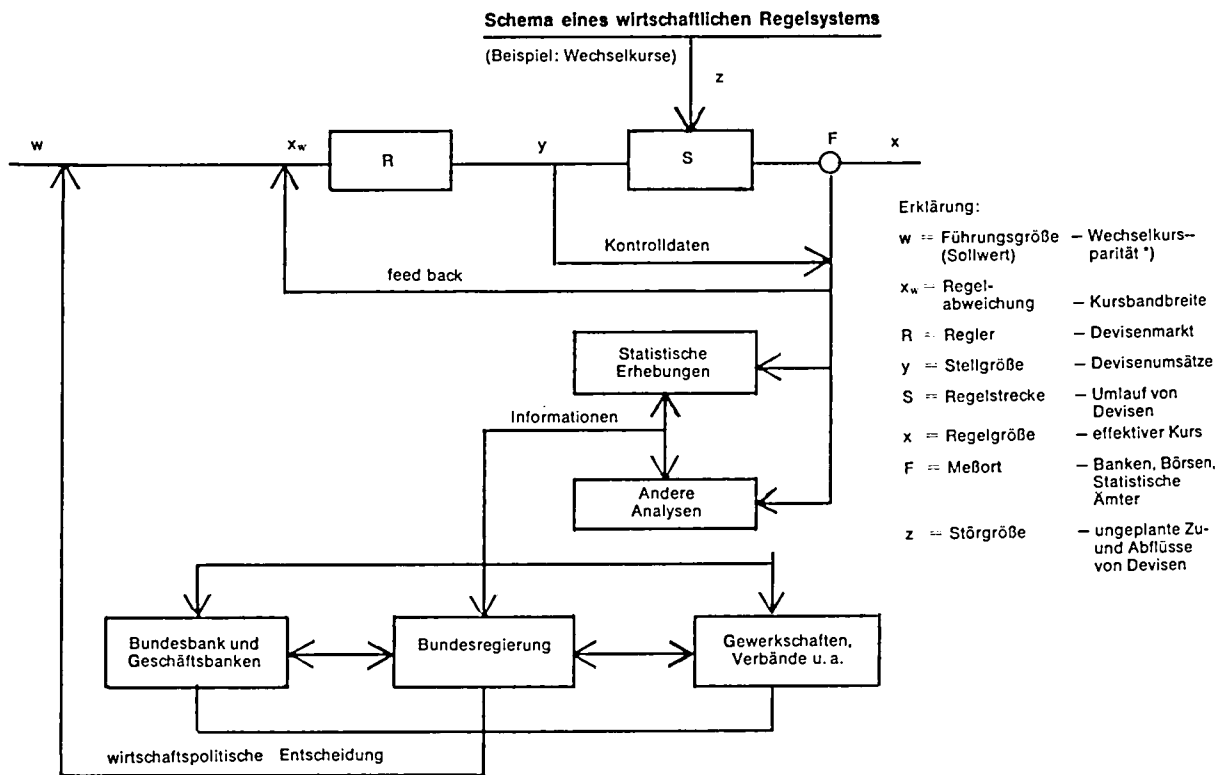 Schema eines wirtschaftlichen Regelsystems
(Beispiel: Wechselkurse)
z
w
xw
R
y
S
F
x
Kontrolldaten
feed back
Statistische
Erhebungen
Informationen
Andere
Analysen
Bundesbank und
Geschäftsbanken
Bundesregierung
Gewerkschaften,
Verbände u. a.
wirtschaftspolitische Entscheidung
Erklärung:
w = Führungsgröße – Wechselkurs-
(Sollwert) parität *)
xw = Regel-
abweichung – Kursbandbreite
R = Regler – Devisenmarkt
y = Stellgröße – Devisenumsätze
S = Regelstrecke – Umlauf von
Devisen
x = Regelgröße – effektiver Kurs
F = Meßort – Banken, Börsen,
Statistische
Ämter
z = Störgröße – ungeplante Zu-
und Abflüsse
von Devisen